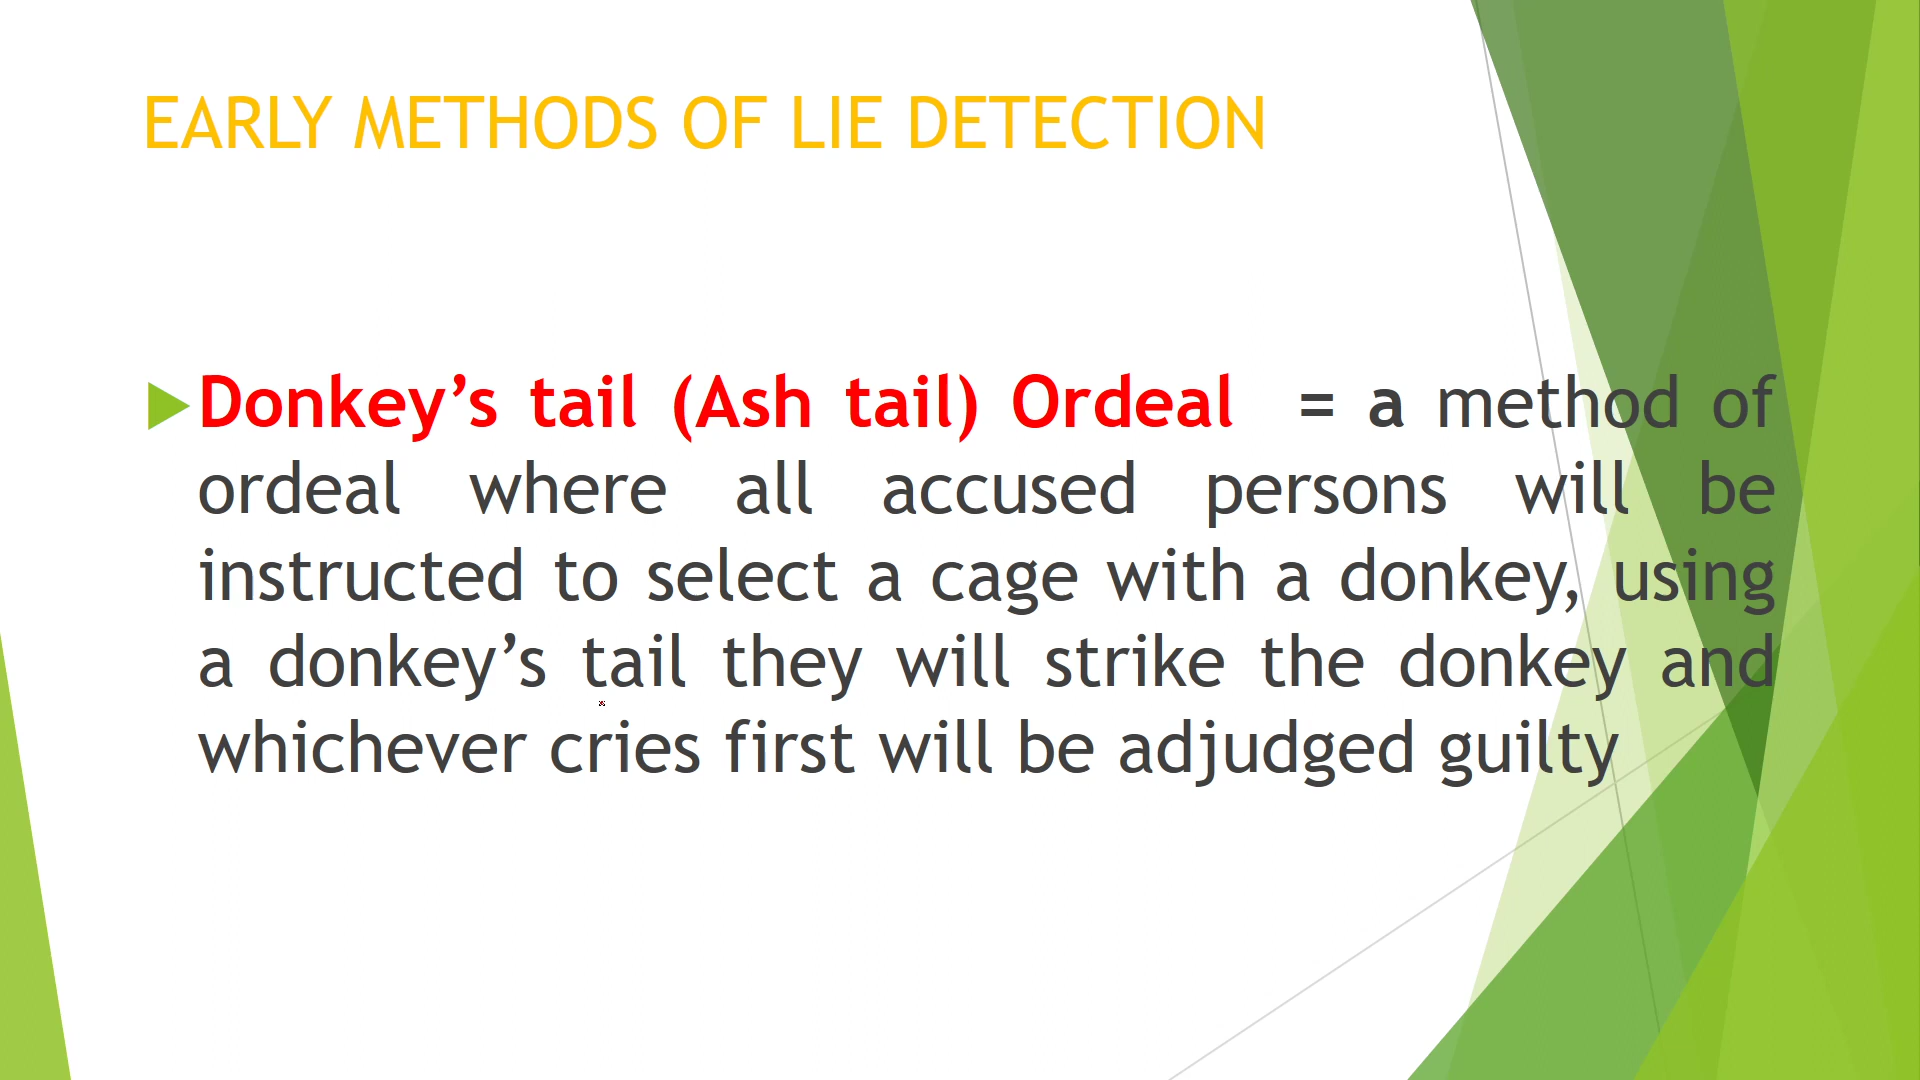 EARLY METHODS OF LIE DETECTION
Donkey’s tail (Ash tail) Ordeal = a method of
ordeal where all accused persons will be
instructed to select a cage with a donkey, using
a donkey’s tail they will strike the donkey and
whichever cries first will be adjudged guilty